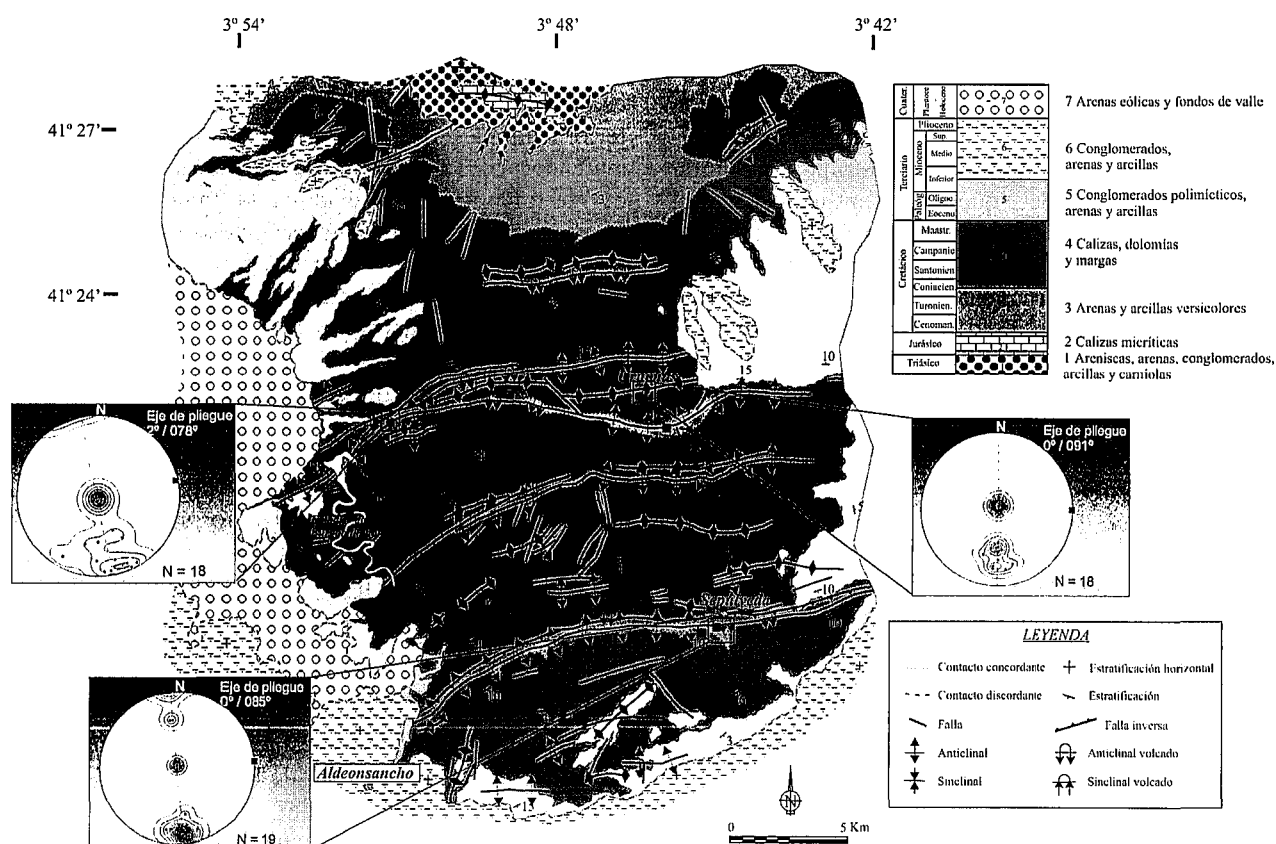 3º 54’
3º 48’
3º 42’
41º 27’
41º 24’
Cuater.
Holoceno
Terciario
Plioceno
Mioceno
Sup.
Medio
Inferior
Oligno.
Eoceno
Cretácico
Maastr.
Campanie
Santonien.
Coniacien.
Turonien.
Cenoman.
Jurásico
Triásico
7
6
5
7 Arenas eólicas y fondos de valle
6 Conglomerados,
arenas y arcillas
5 Conglomerados polimícticos,
arenas y arcillas
4 Calizas, dolomías
y margas
3 Arenas y arcillas versicolores
2 Calizas micríticas
1 Areniscas, arenas, conglomerados,
arcillas y carniolas
10
15
N
Eje de pliegue
2º / 078º
N = 18
N
Eje de pliegue
0º / 091º
N = 18
Sepúlveda
10
N
Eje de pliegue
0º / 085º
N = 19
Aldeonsancho
15
N
0
5 Km
LEYENDA
Contacto concordante
Estratificación horizontal
Contacto discordante
Estratificación
Falla
Falla inversa
Anticlinal
Anticlinal volcado
Sinclinal
Sinclinal volcado